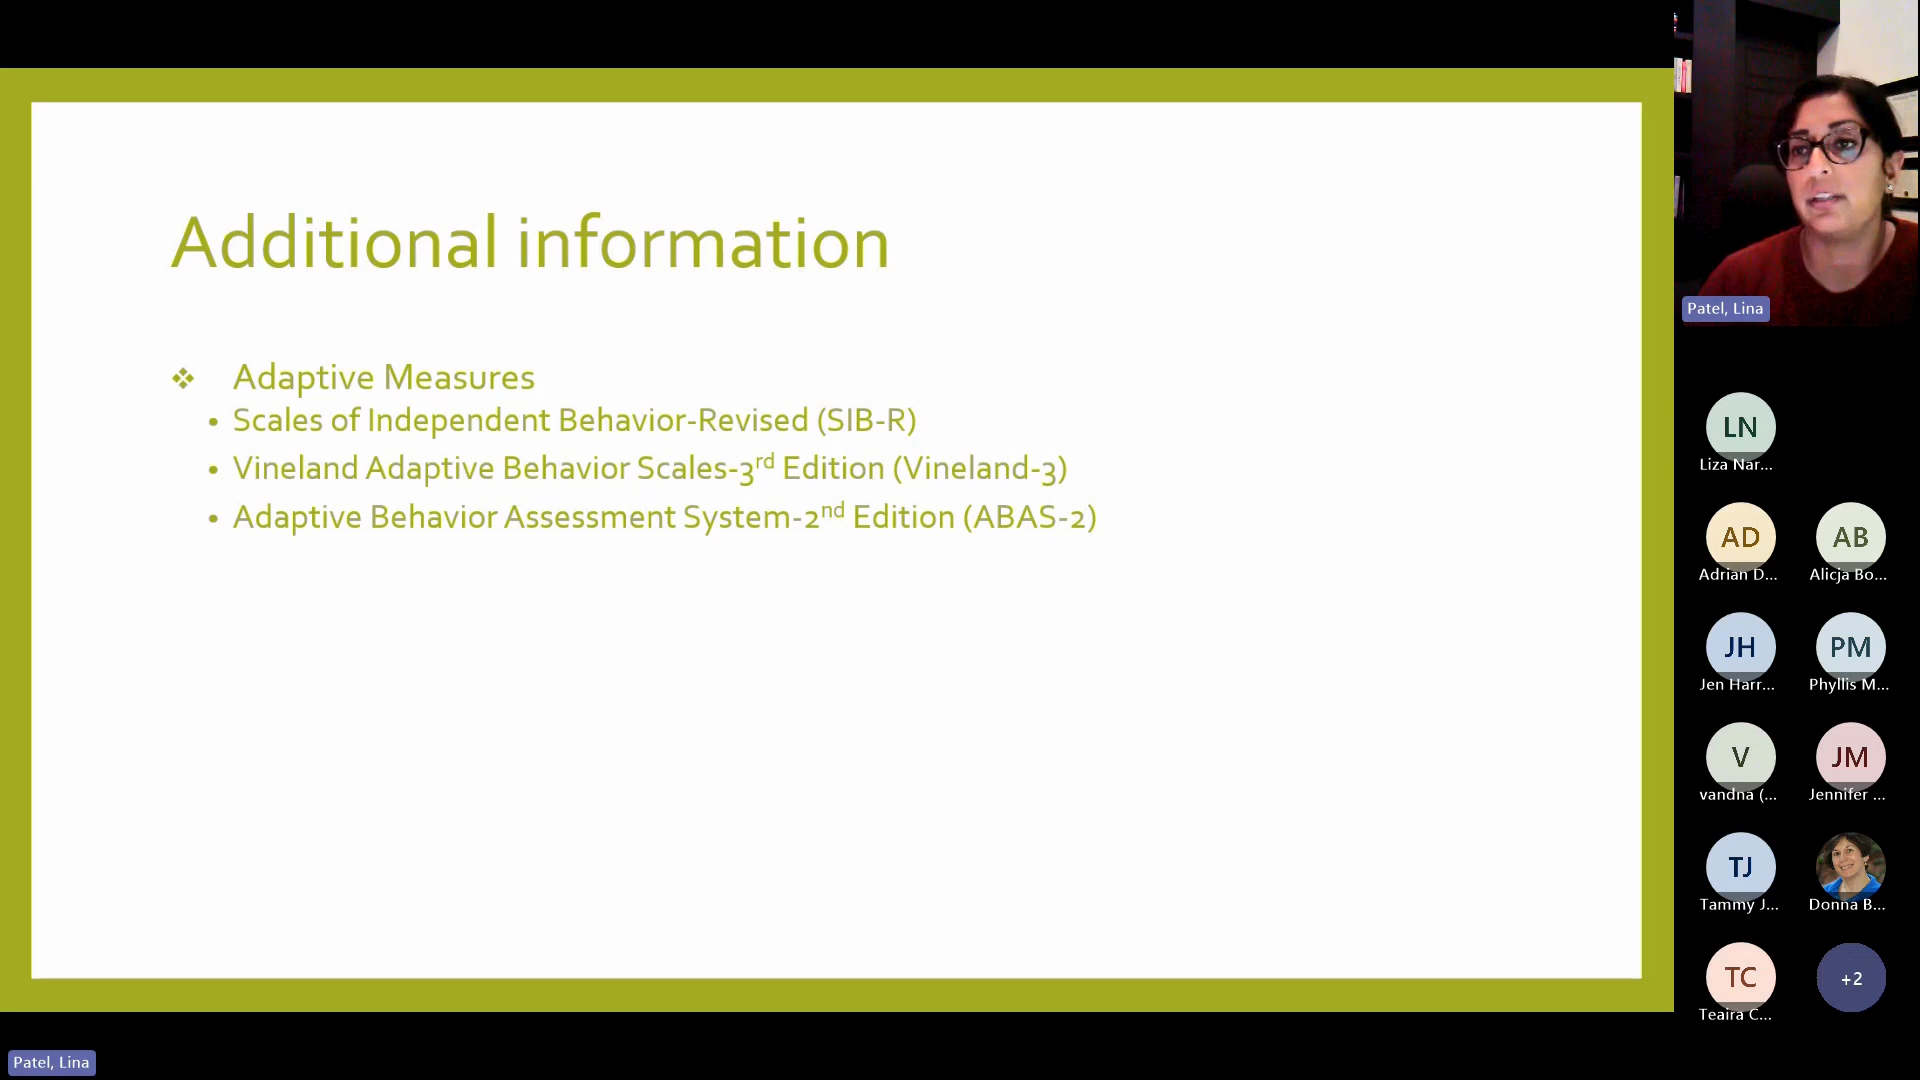 Additional information
❖ Adaptive Measures
• Scales of Independent Behavior-Revised (SIB-R)
• Vineland Adaptive Behavior Scales-3rd Edition (Vineland-3)
• Adaptive Behavior Assessment System-2nd Edition (ABAS-2)
Patel, Lina
LN
Liza Nar...
AD
Adrian D...
AB
Alicja Bo...
JH
Jen Harr...
PM
Phyllis M...
V
vandna (...
JM
Jennifer ...
TJ
Tammy J...
Donna B...
TC
Teaira C...
+2
Patel, Lina